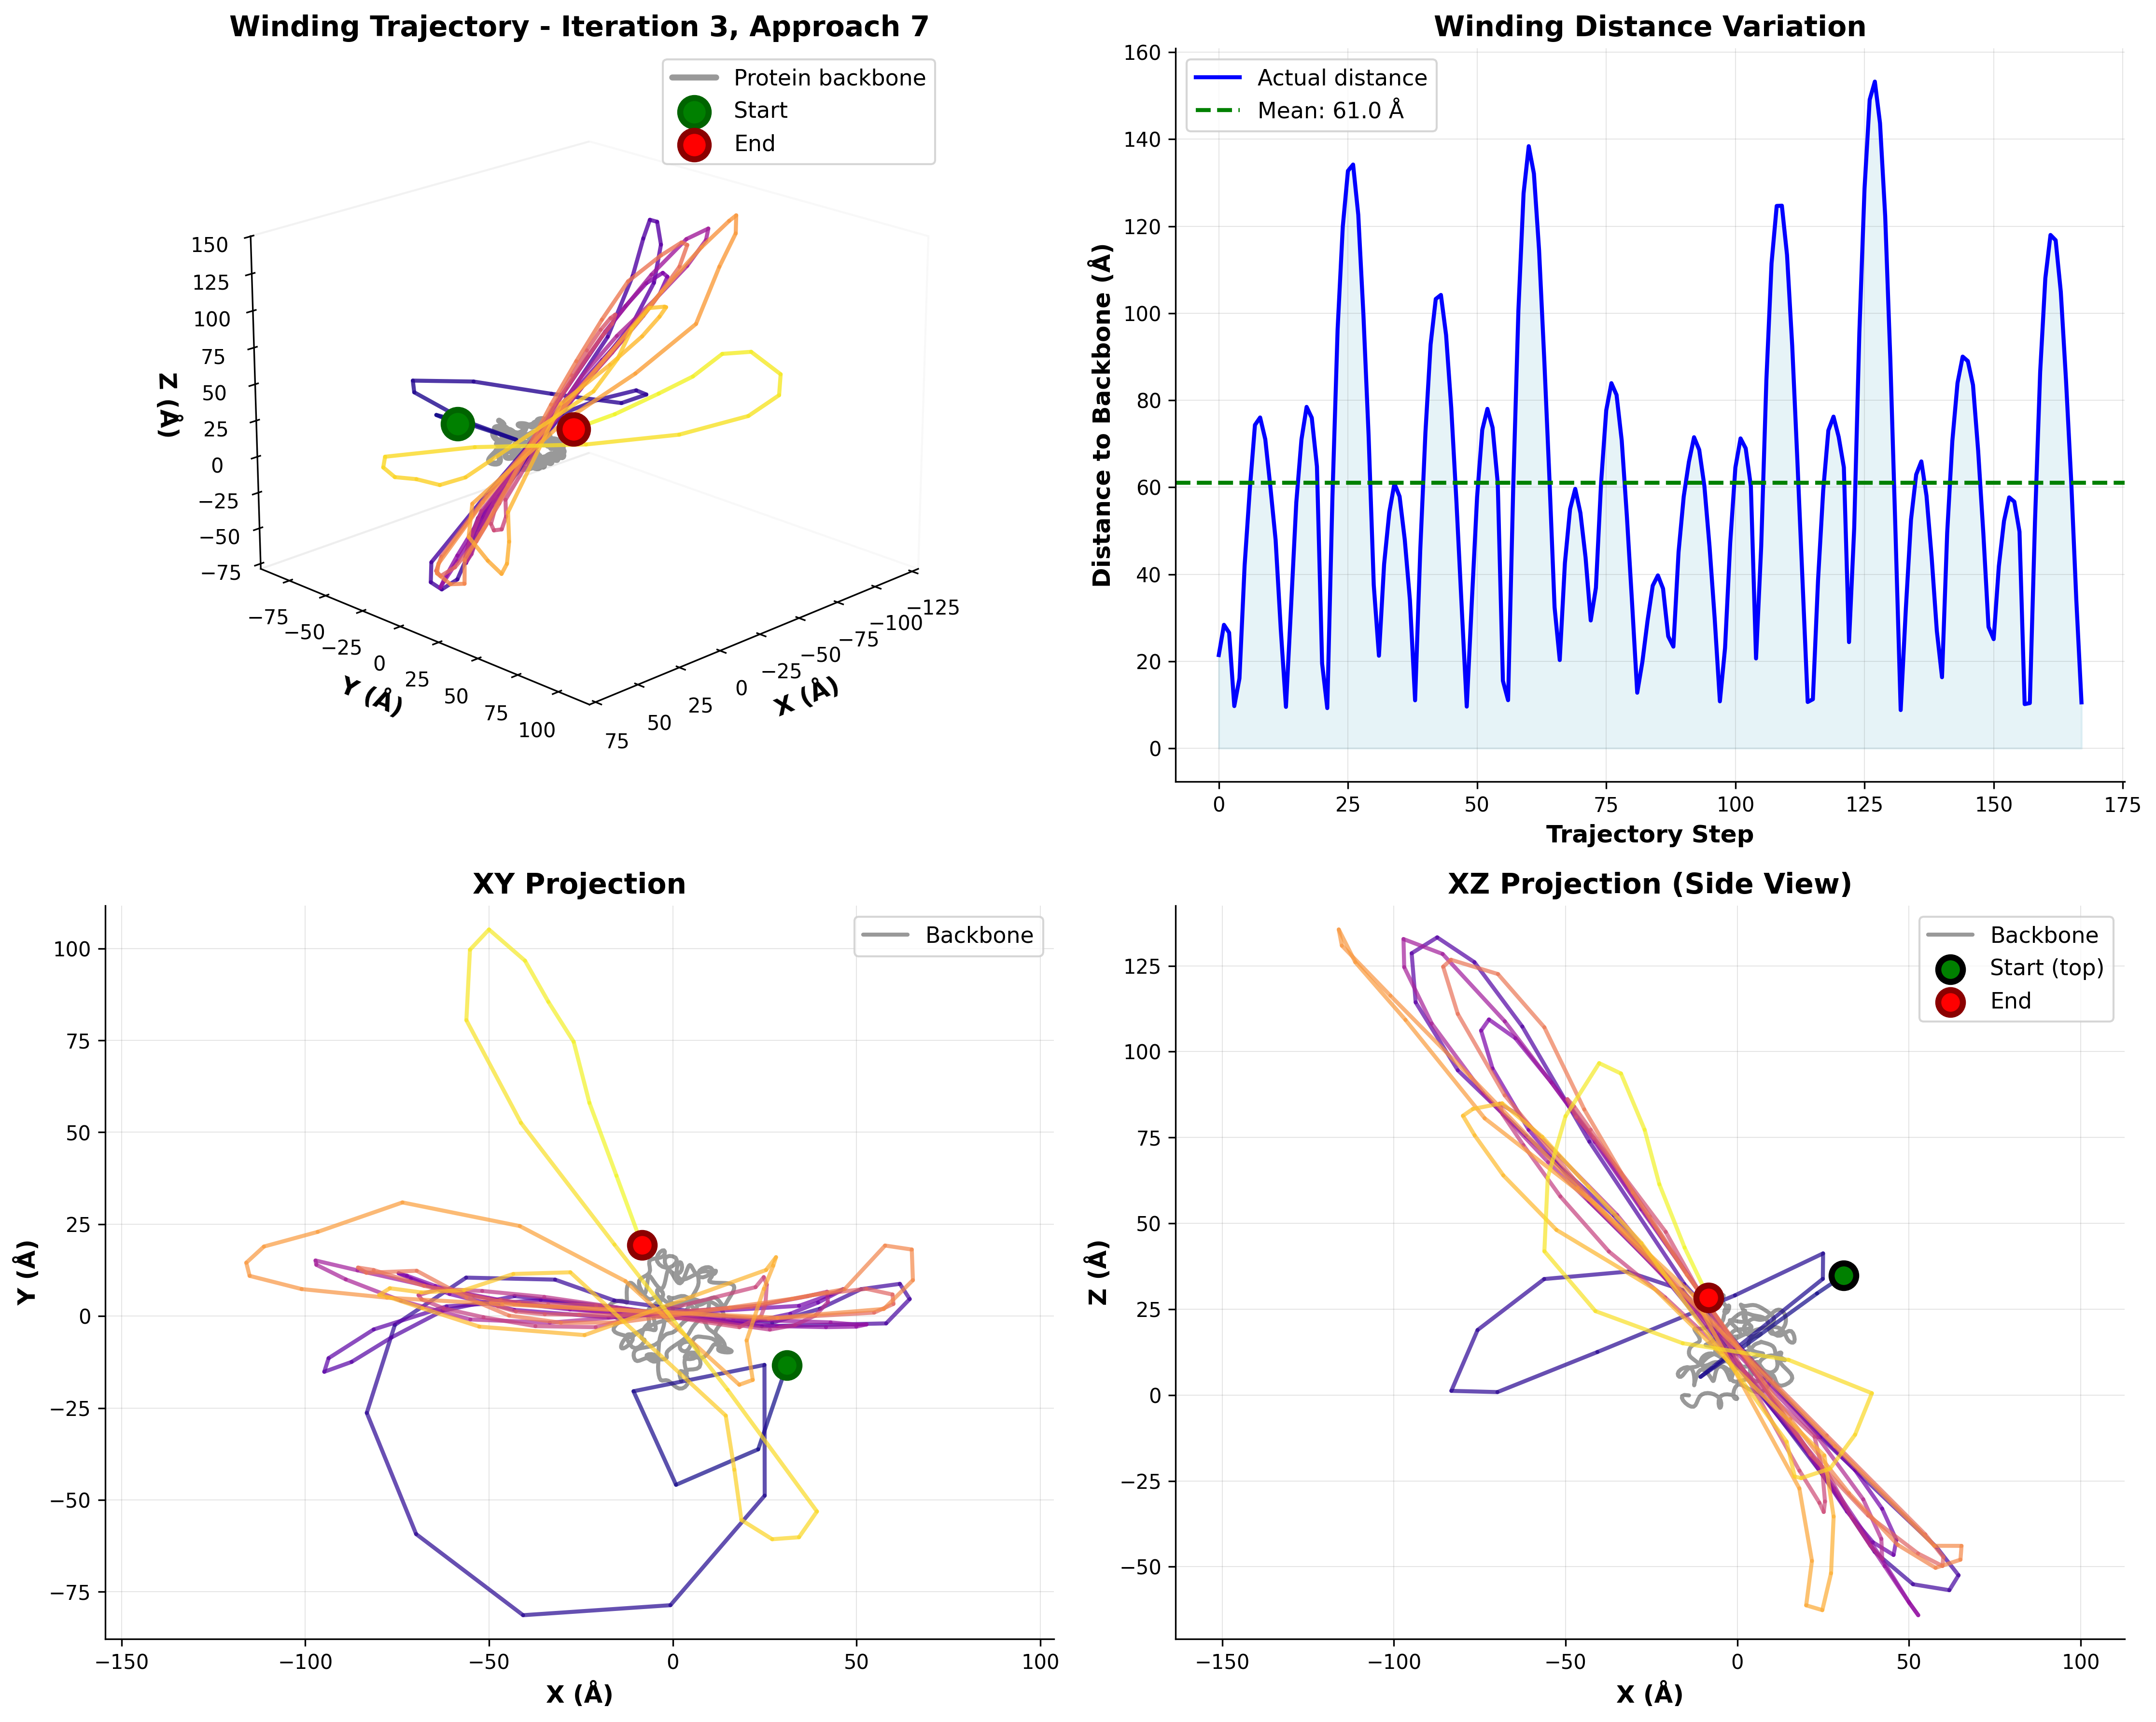 Winding Trajectory - Iteration 3, Approach 7
Protein backbone
Start
End
150
125
100
75
50
25
0
−25
−50
−75
Z (Å)
−75
−50
−25
0
25
50
75
100
Y (Å)
75
50
25
0
−25
−50
−75
−100
−125
X (Å)
Winding Distance Variation
Actual distance
Mean: 61.0 Å
160
140
120
100
80
60
40
20
0
Distance to Backbone (Å)
0 25 50 75 100 125 150 175
Trajectory Step
XY Projection
Backbone
100
75
50
25
0
−25
−50
−75
Y (Å)
−150 −100 −50 0 50 100
X (Å)
XZ Projection (Side View)
Backbone
Start (top)
End
125
100
75
50
25
0
−25
−50
Z (Å)
−150 −100 −50 0 50 100
X (Å)